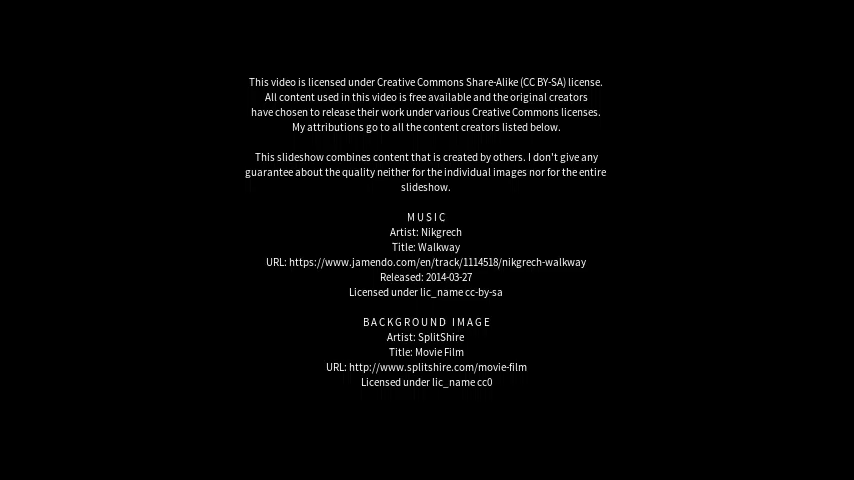 This video is licensed under Creative Commons Share-Alike (CC BY-SA) license.
All content used in this video is free available and the original creators
have chosen to release their work under various Creative Commons licenses.
My attributions go to all the content creators listed below.
This slideshow combines content that is created by others. I don't give any
guarantee about the quality neither for the individual images nor for the entire
slideshow.
MUSIC
Artist: Nikgrech
Title: Walkway
URL: https://www.jamendo.com/en/track/1114518/nikgrech-walkway
Released: 2014-03-27
Licensed under lic_name cc-by-sa
BACKGROUND IMAGE
Artist: SplitShire
Title: Movie Film
URL: http://www.splitshire.com/movie-film
Licensed under lic_name cc0